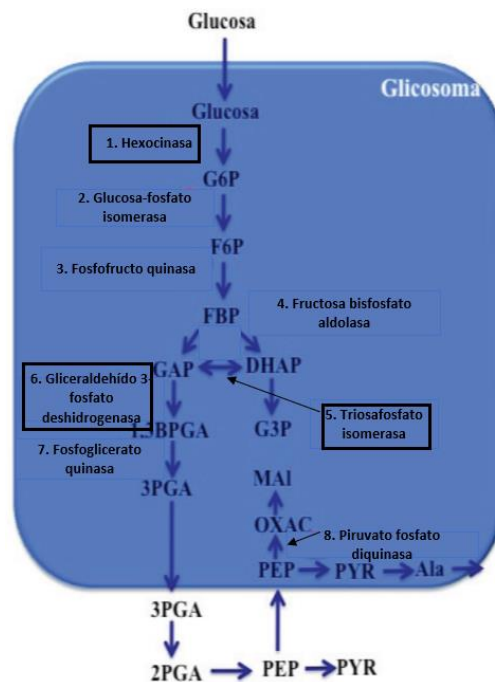 Glucosa
Glicosoma
Glucosa
1. Hexocinasa
G6P
2. Glucosa-fosfato
isomerasa
F6P
3. Fosfofructo quinasa
FBP
4. Fructosa bisfosfato
aldolasa
6. Gliceraldehído 3-
fosfato
deshidrogenasa
GAP
DHAP
5. Triosafosfato
isomerasa
1.3BPGA
G3P
7. Fosfoglicerato
quinasa
3PGA
MAl
OXAC
8. Piruvato fosfato
diquinasa
PEP
PYR
Ala
3PGA
2PGA
PEP
PYR